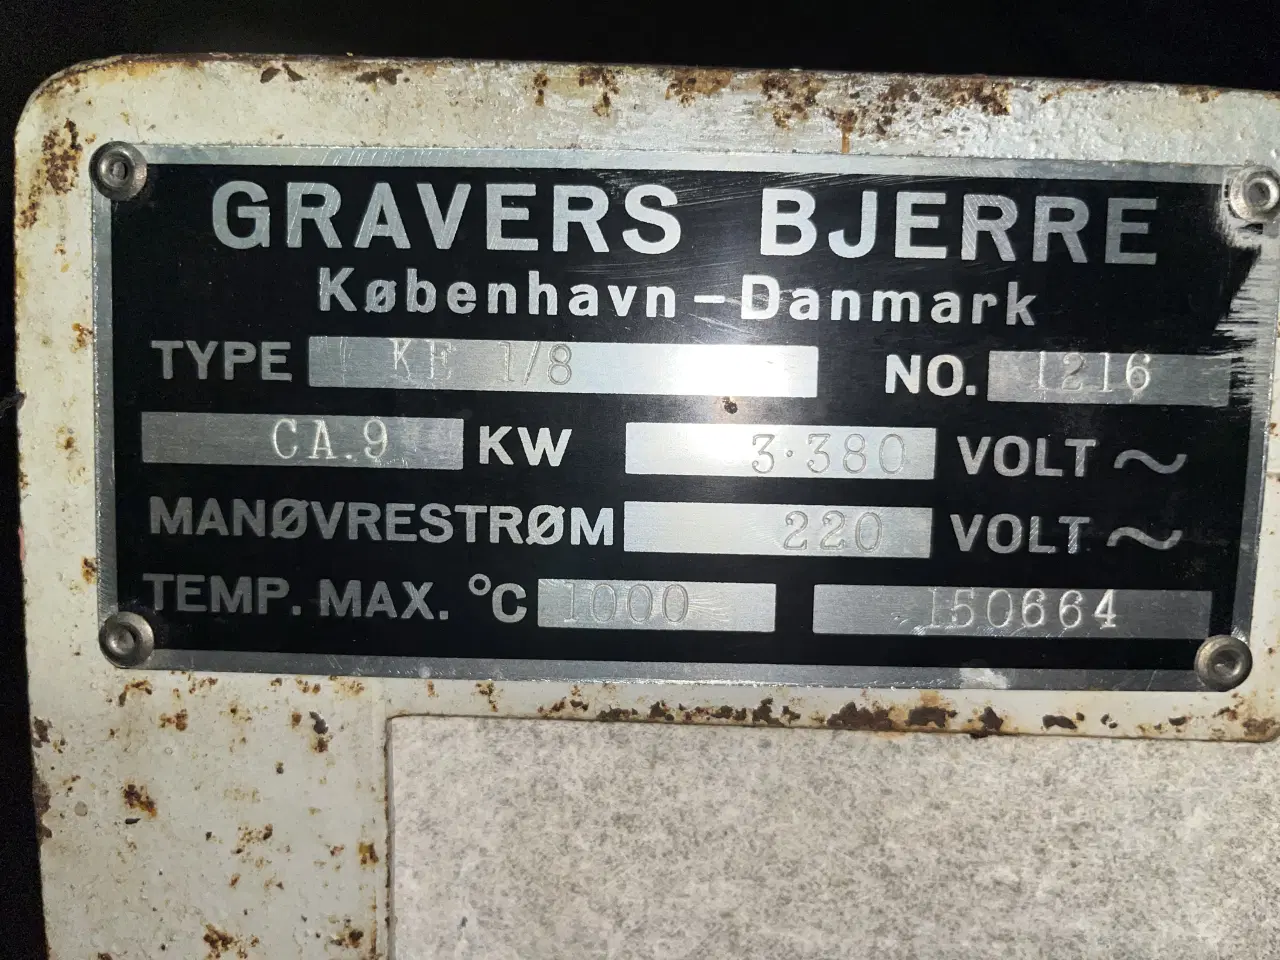 GRAVERS BJERRE
København-Danmark
TYPE KE 1/8 NO. 1216
CA.9 KW 3·380 VOLT ~
MANØVRESTRØM 220 VOLT ~
TEMP. MAX. °C 1000 150664